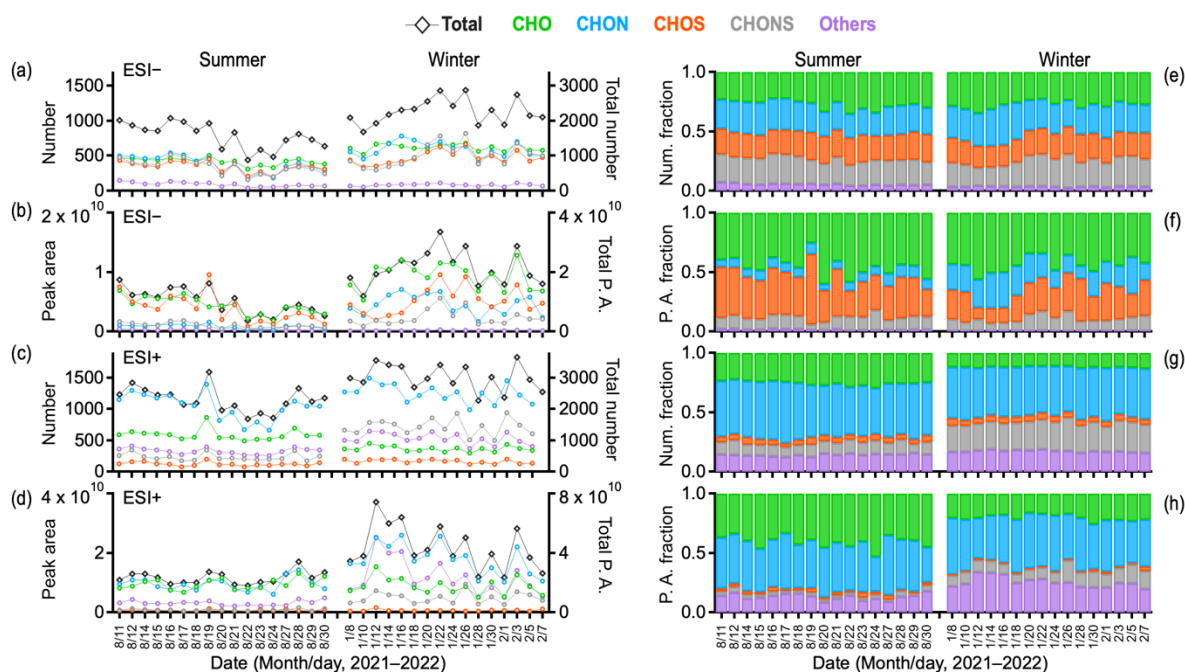 Total CHO CHON CHOS CHONS Others
(a)
ESI−
Summer
Winter
1500
1000
500
0
Number
3000
2000
1000
0
Total number
(b)
ESI−
2 x 10^10
1
0
Peak area
4 x 10^10
2
0
Total P. A.
(c)
ESI+
1500
1000
500
0
Number
3000
2000
1000
0
Total number
(d)
ESI+
4 x 10^10
2
0
Peak area
8 x 10^10
4
0
Total P. A.
8/11 8/12 8/14 8/15 8/16 8/17 8/18 8/19 8/20 8/21 8/22 8/23 8/24 8/27 8/28 8/29 8/30
1/8 1/10 1/12 1/14 1/16 1/18 1/20 1/22 1/24 1/26 1/28 1/30 2/1 2/3 2/5 2/7
Date (Month/day, 2021–2022)
Summer
Winter
(e)
1.0
0.5
0.0
Num. fraction
(f)
1.0
0.5
0.0
P. A. fraction
(g)
1.0
0.5
0.0
Num. fraction
(h)
1.0
0.5
0.0
P. A. fraction
8/11 8/12 8/14 8/15 8/16 8/17 8/18 8/19 8/20 8/21 8/22 8/23 8/24 8/27 8/28 8/29 8/30
1/8 1/10 1/12 1/14 1/16 1/18 1/20 1/22 1/24 1/26 1/28 1/30 2/1 2/3 2/5 2/7
Date (Month/day, 2021–2022)